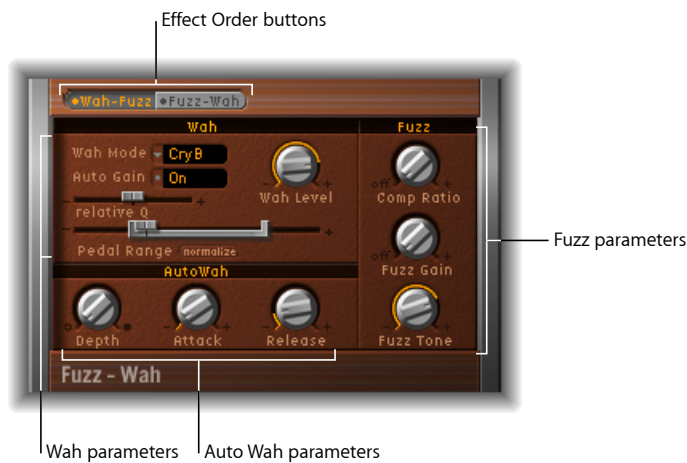 Effect Order buttons
Wah-Fuzz Fuzz-Wah
Wah Fuzz
Wah Mode CryB
Auto Gain On
- +
Wah Level
off
Comp Ratio
- +
relative Q
- +
Pedal Range normalize
off
Fuzz Gain
Fuzz parameters
AutoWah
Depth
- +
Attack
- +
Release
- +
Fuzz Tone
Fuzz - Wah
Wah parameters
Auto Wah parameters